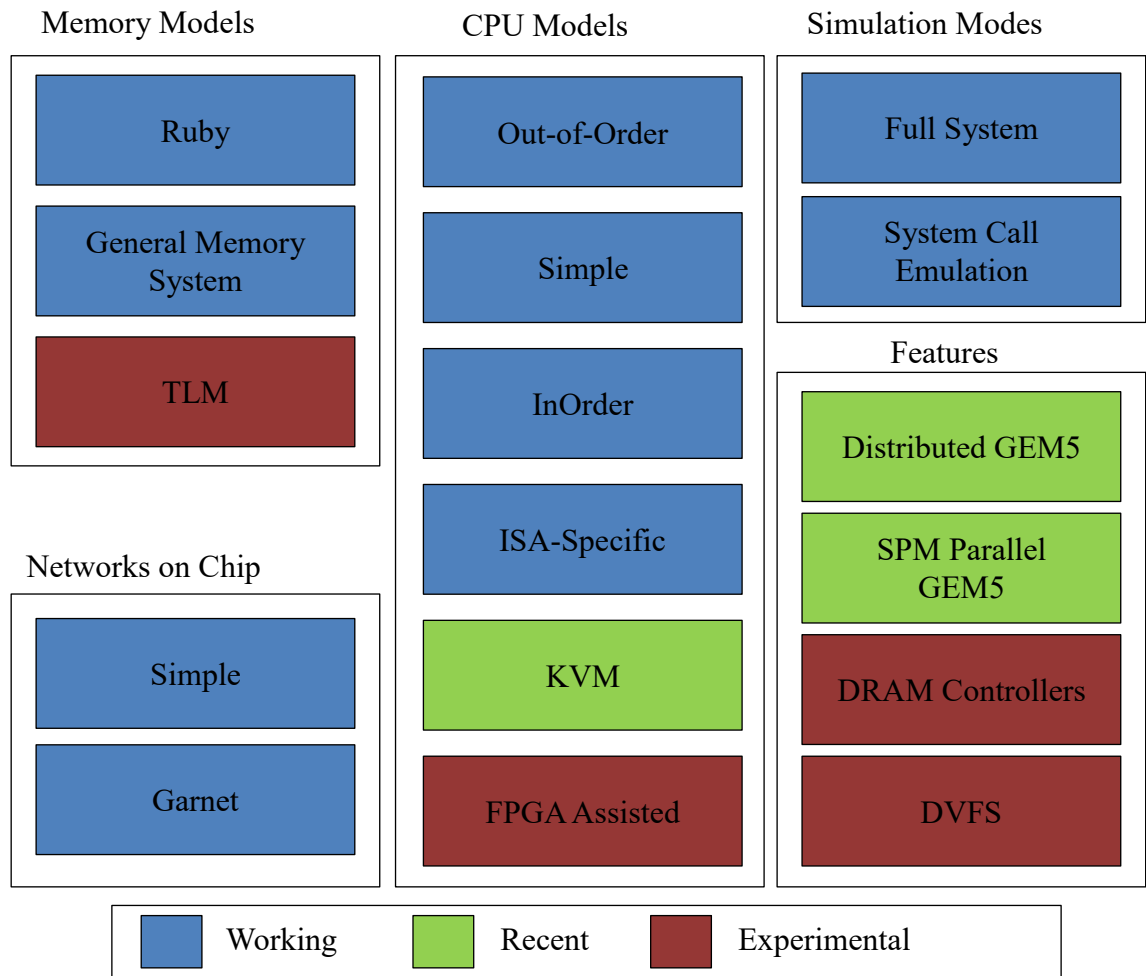 Memory Models
Ruby
General Memory
System
TLM
Networks on Chip
Simple
Garnet
CPU Models
Out-of-Order
Simple
InOrder
ISA-Specific
KVM
FPGA Assisted
Simulation Modes
Full System
System Call
Emulation
Features
Distributed GEM5
SPM Parallel
GEM5
DRAM Controllers
DVFS
Working
Recent
Experimental